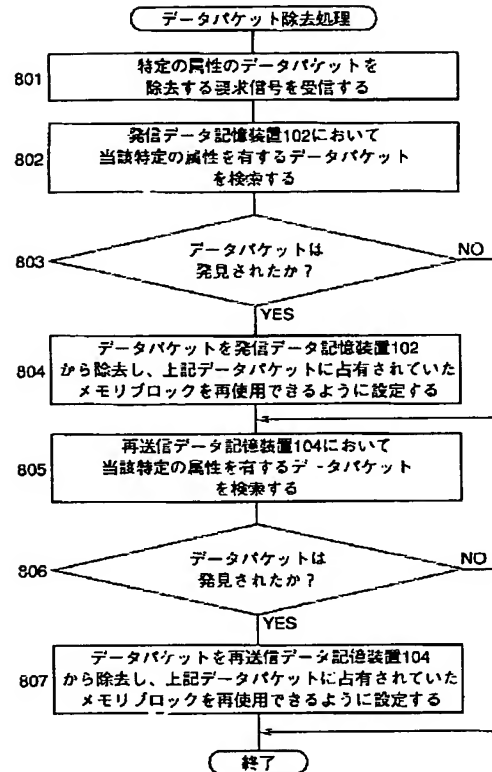 データパケット除去処理
801
特定の属性のデータパケットを
除去する要求信号を受信する
802
発信データ記憶装置102において
当該特定の属性を有するデータパケット
を検索する
803
データパケットは
発見されたか?
NO
YES
804
データパケットを発信データ記憶装置102
から除去し、上記データパケットに占有されていた
メモリブロックを再使用できるように設定する
805
再送信データ記憶装置104において
当該特定の属性を有するデータパケット
を検索する
806
データパケットは
発見されたか?
NO
YES
807
データパケットを再送信データ記憶装置104
から除去し、上記データパケットに占有されていた
メモリブロックを再使用できるように設定する
終了